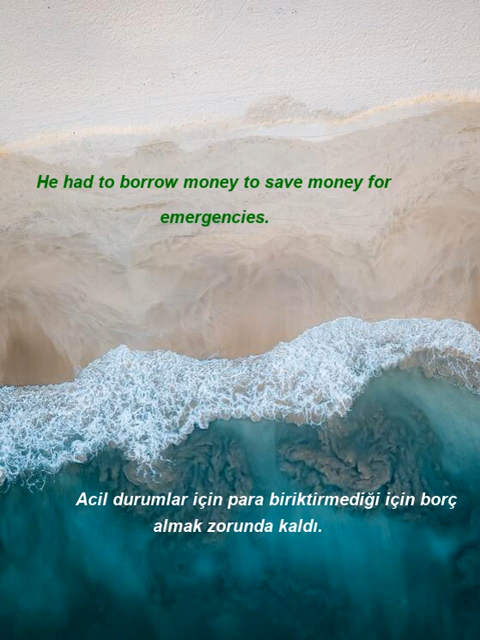 He had to borrow money to save money for
emergencies.
Acil durumlar için para biriktirmediği için borç
almak zorunda kaldı.